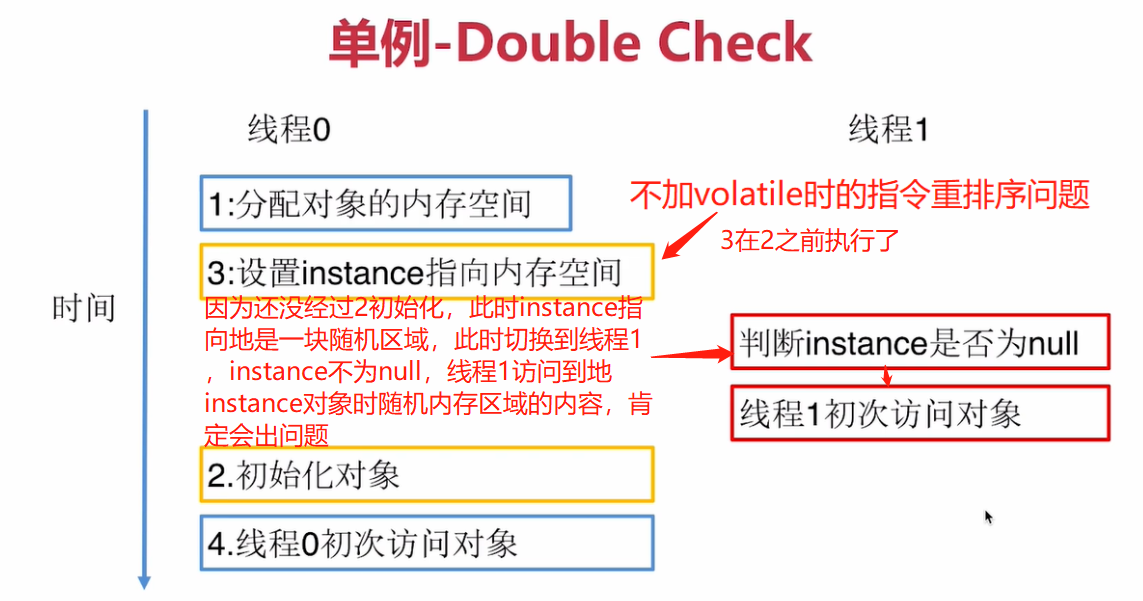 单例-Double Check
线程0
线程1
1:分配对象的内存空间
不加volatile时的指令重排序问题
3在2之前执行了
3:设置instance指向内存空间
时间
因为还没经过2初始化，此时instance指
向地是一块随机区域，此时切换到线程1
，instance不为null，线程1访问到地
instance对象时随机内存区域的内容，肯
定会出问题
判断instance是否为null
线程1初次访问对象
2.初始化对象
4.线程0初次访问对象